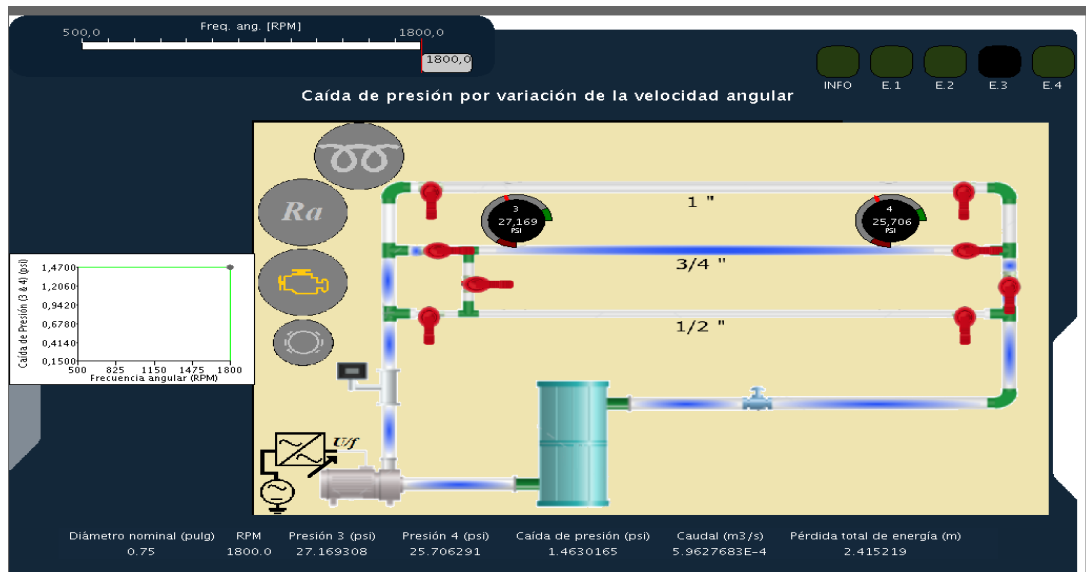 Freq. ang. [RPM]
500,0
1800,0
1800,0
INFO
E.1
E.2
E.3
E.4
Caída de presión por variación de la velocidad angular
1 "
Ra
3
27,169
PSI
4
25,706
PSI
3/4 "
1/2 "
Caída de Presión (3 & 4) (psi)
1,4700
1,2060
0,9420
0,6780
0,4140
0,1500
500
825
1150
1475
1800
Frecuencia angular (RPM)
U/f
Diámetro nominal (pulg) RPM Presión 3 (psi) Presión 4 (psi) Caída de presión (psi) Caudal (m3/s) Pérdida total de energía (m)
0.75 1800.0 27.169308 25.706291 1.4630165 5.9627683E-4 2.415219